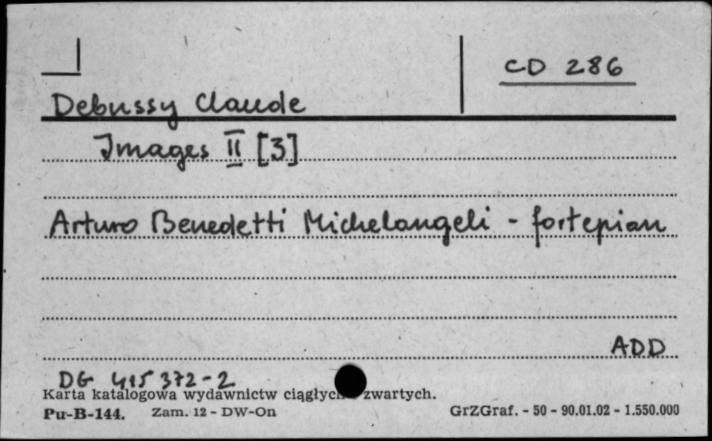 CD 286
Debussy Claude
Images II [3]
Arturo Benedetti Michelangeli - fortepian
ADD
DG 415 372-2
Karta katalogowa wydawnictw ciągłych zwartych.
Pu-B-144. Zam. 12 - DW-On GrZGraf. - 50 - 90.01.02 - 1.550.000